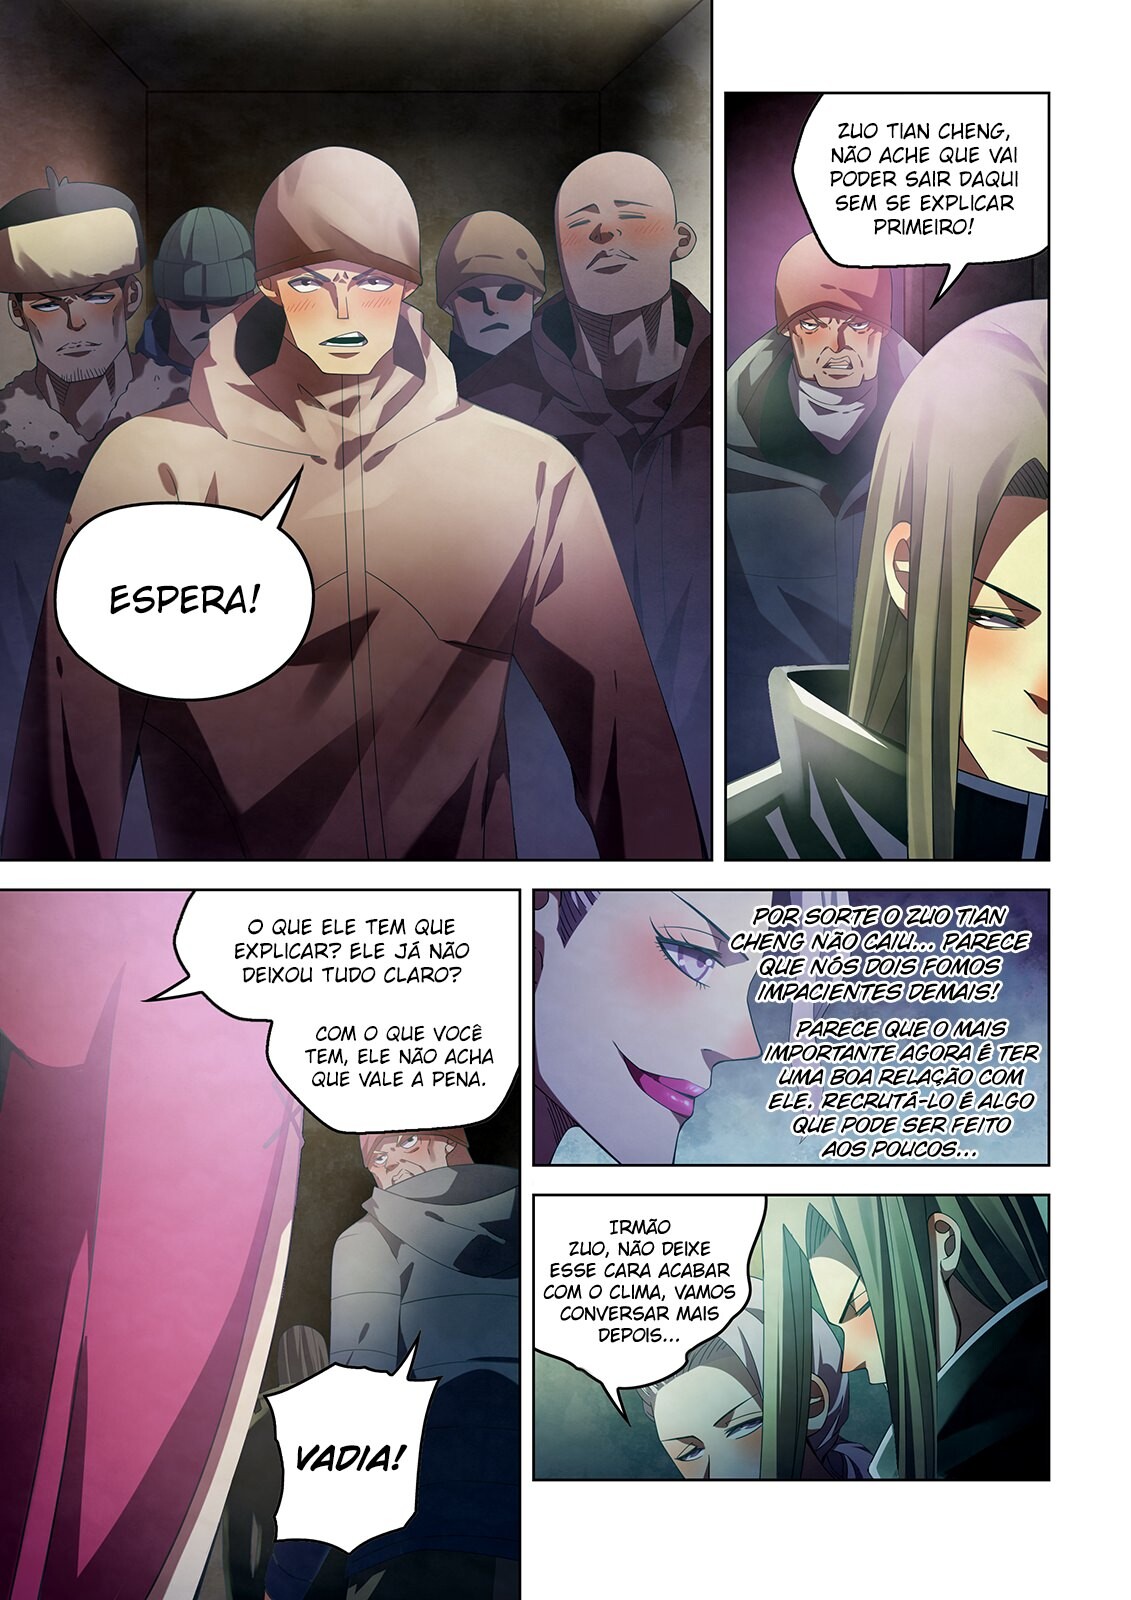 ESPERA!
ZUO TIAN CHENG,
NÃO ACHE QUE VAI
PODER SAIR DAQUI
SEM SE EXPLICAR
PRIMEIRO!
O QUE ELE TEM QUE
EXPLICAR? ELE JÁ NÃO
DEIXOU TUDO CLARO?
COM O QUE VOCÊ
TEM, ELE NÃO ACHA
QUE VALE A PENA.
VADIA!
POR SORTE O ZUO TIAN
CHENG NÃO CAIU... PARECE
QUE NÓS DOIS FOMOS
IMPACIENTES DEMAIS!
PARECE QUE O MAIS
IMPORTANTE AGORA É TER
UMA BOA RELAÇÃO COM
ELE. RECRUTÁ-LO É ALGO
QUE PODE SER FEITO
AOS POUCOS...
IRMÃO
ZUO, NÃO DEIXE
ESSE CARA ACABAR
COM O CLIMA, VAMOS
CONVERSAR MAIS
DEPOIS...